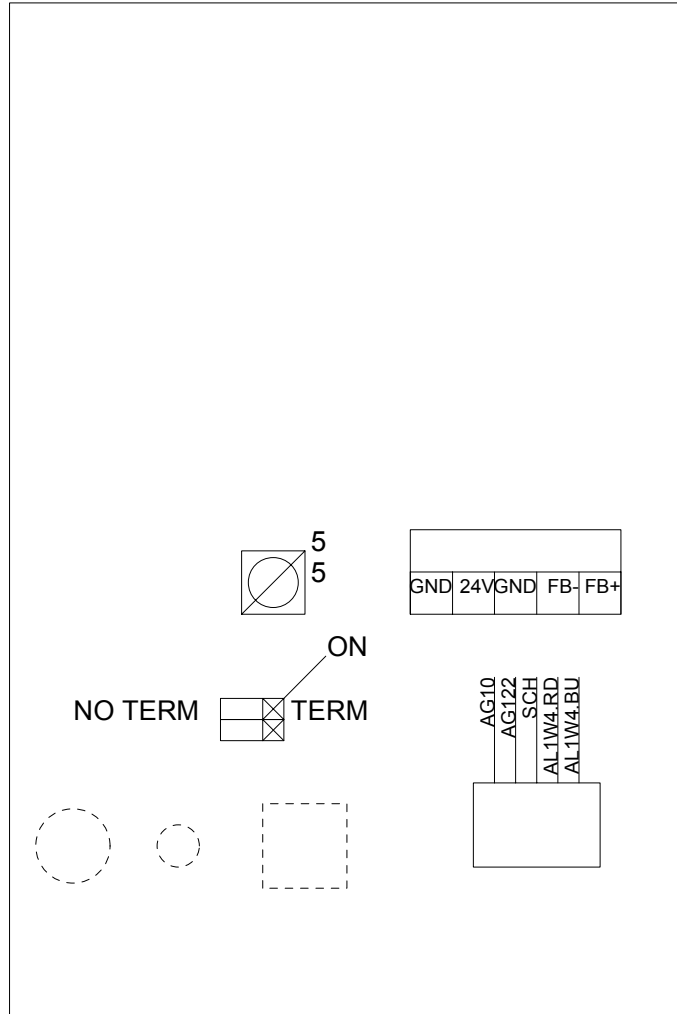 5
5
GND 24V GND FB- FB+
ON
NO TERM TERM
AG10
AG122
SCH
AL1W4.RD
AL1W4.BU